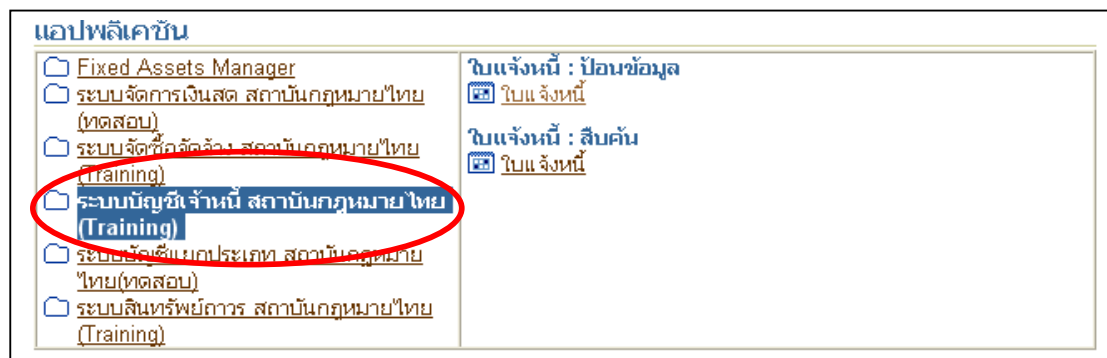 แอปพลิเคชัน
Fixed Assets Manager
ระบบจัดการเงินสด สถาบันกฎหมายไทย
(ทดสอบ)
ระบบจัดซื้อจัดจ้าง สถาบันกฎหมายไทย
(Training)
ระบบบัญชีเจ้าหนี้ สถาบันกฎหมายไทย
(Training)
ระบบบัญชีแยกประเภท สถาบันกฎหมาย
ไทย(ทดสอบ)
ระบบสินทรัพย์ถาวร สถาบันกฎหมายไทย
(Training)
ใบแจ้งหนี้ : ป้อนข้อมูล
ใบแจ้งหนี้
ใบแจ้งหนี้ : สืบค้น
ใบแจ้งหนี้